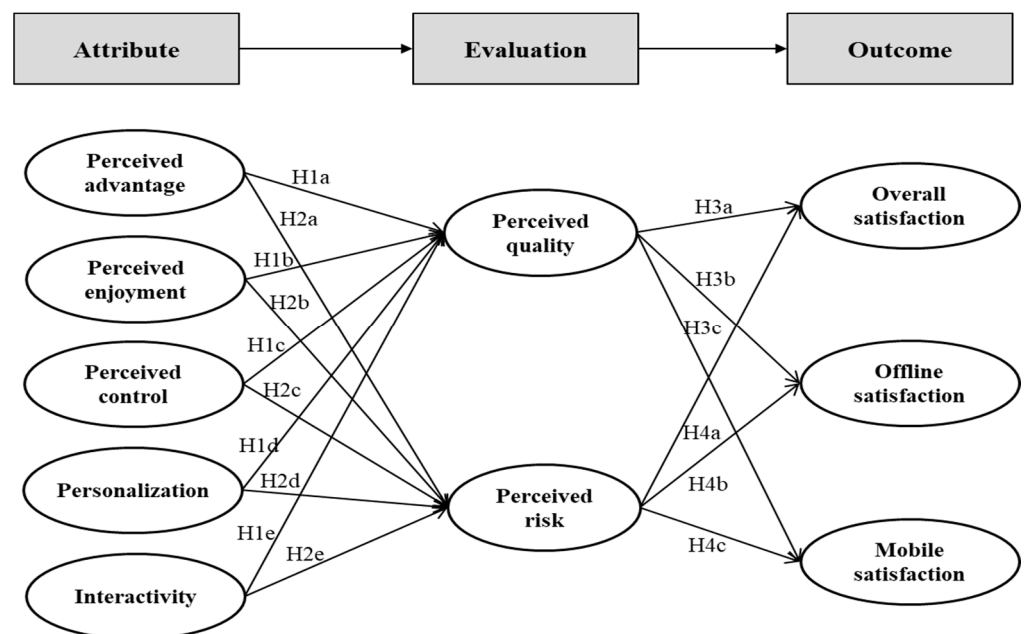 Attribute
Evaluation
Outcome
Perceived
advantage
Perceived
enjoyment
Perceived
control
Personalization
Interactivity
H1a
H2a
H1b
H2b
H1c
H2c
H1d
H2d
H1e
H2e
Perceived
quality
Perceived
risk
H3a
H3b
H3c
H4a
H4b
H4c
Overall
satisfaction
Offline
satisfaction
Mobile
satisfaction